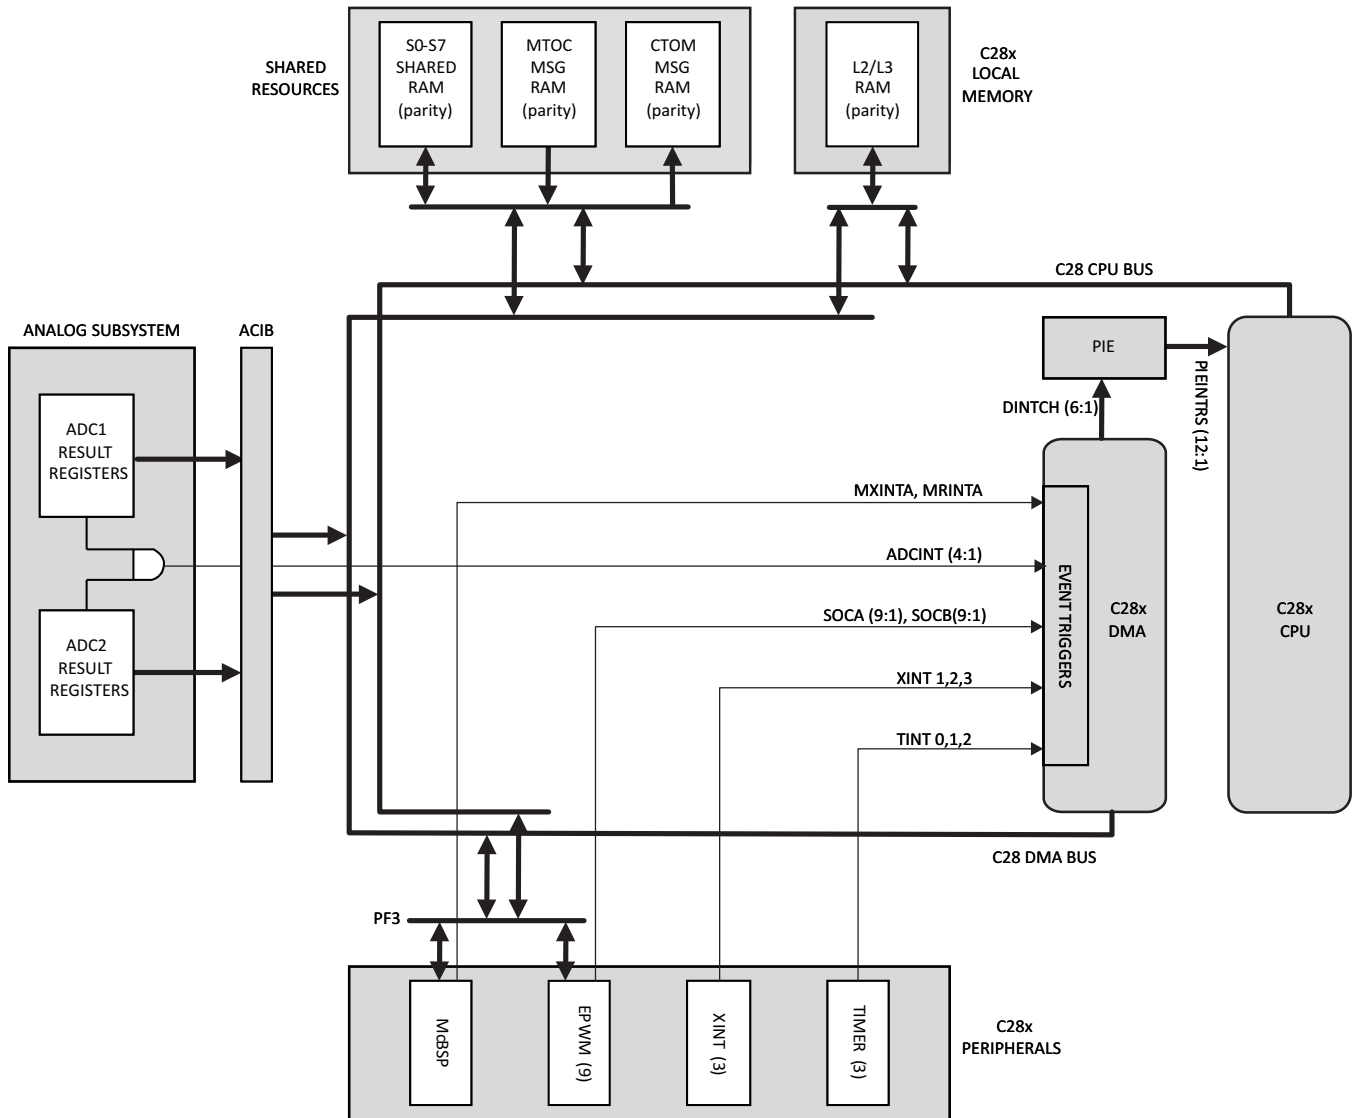 SHARED
RESOURCES
S0-S7
SHARED
RAM
(parity)
MTOC
MSG
RAM
(parity)
CTOM
MSG
RAM
(parity)
L2/L3
RAM
(parity)
C28x
LOCAL
MEMORY
C28 CPU BUS
ANALOG SUBSYSTEM
ACIB
PIE
PIEINTRS (12:1)
DINTCH (6:1)
ADC1
RESULT
REGISTERS
ADC2
RESULT
REGISTERS
MXINTA, MRINTA
ADCINT (4:1)
SOCA (9:1), SOCB(9:1)
XINT 1,2,3
TINT 0,1,2
EVENT TRIGGERS
C28x
DMA
C28x
CPU
C28 DMA BUS
PF3
McBSP
EPWM (9)
XINT (3)
TIMER (3)
C28x
PERIPHERALS